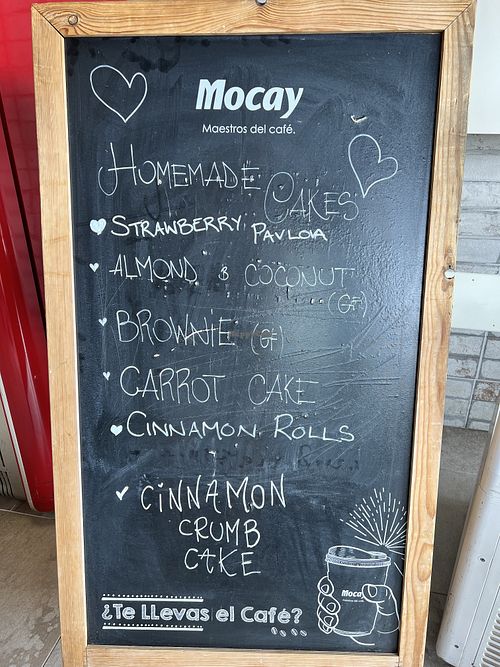 Mocay
Maestros del café.
HOMEMADE
CAKES
STRAWBERRY PAVLOVA
ALMOND & COCONUT
(GF)
BROWNIE (GF)
CARROT CAKE
CINNAMON ROLLS
CiNNAMON
CRUMB
CAKE
Mocay
¿Te LLevas el Café?